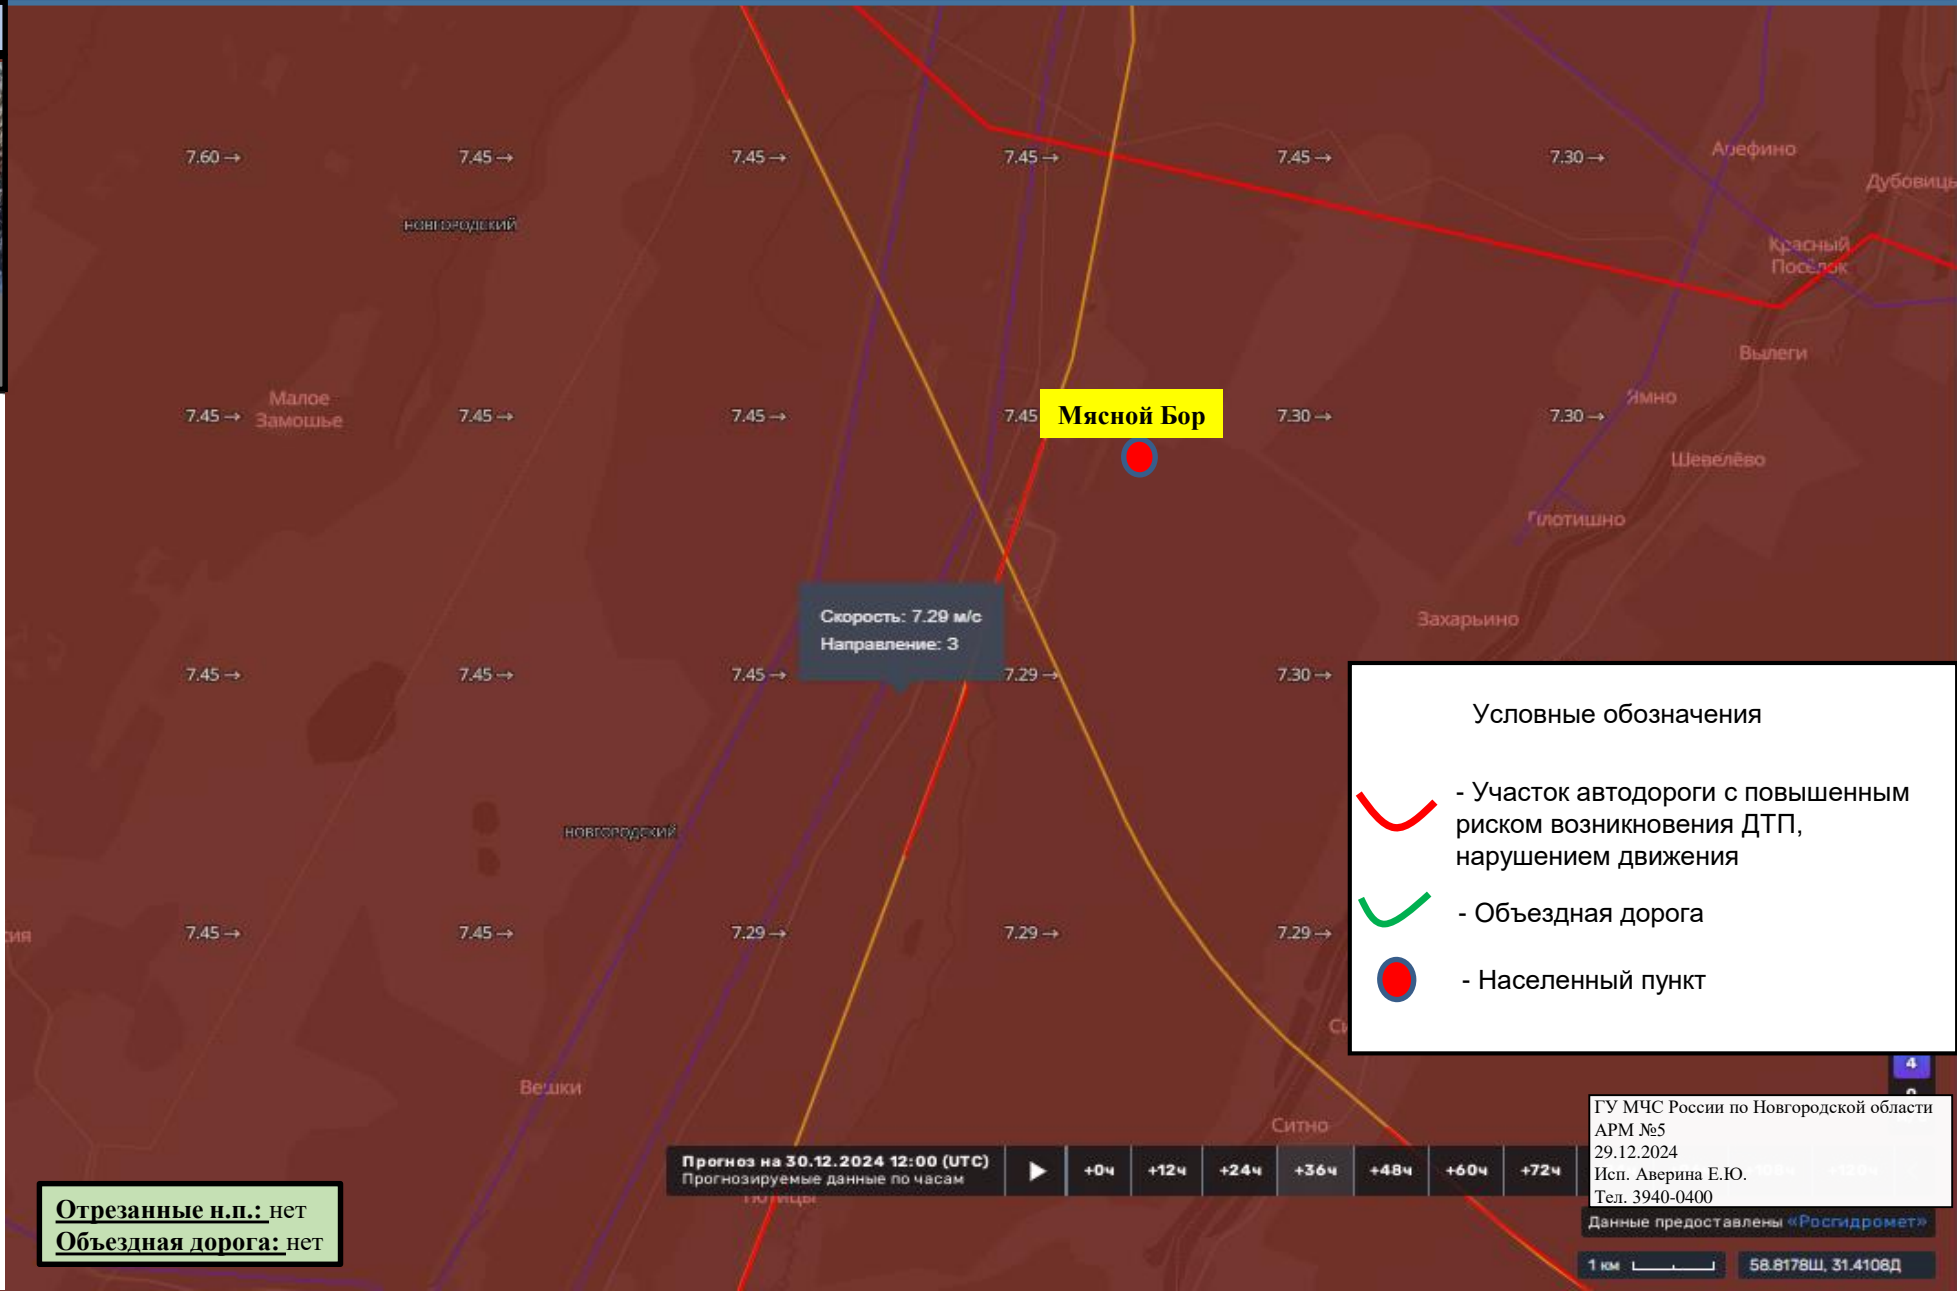 7.60 →
7.45 →
7.45 →
7.45 →
7.45 →
7.30 →
Арефино
Дубовицы
новгородский
Красный
Посёлок
Вылеги
Малое
Замошье
7.45 →
7.45 →
7.45 →
7.45
Мясной Бор
7.30 →
7.30 →
Ямно
Шевелёво
Плотишно
Скорость: 7.29 м/с
Направление: З
Захарьино
7.45 →
7.45 →
7.45 →
7.29 →
7.30 →
Условные обозначения
- Участок автодороги с повышенным
риском возникновения ДТП,
нарушением движения
- Объездная дорога
- Населенный пункт
новгородский
7.45 →
7.45 →
7.29 →
7.29 →
7.29 →
Вешки
Ситно
4
ГУ МЧС России по Новгородской области
АРМ №5
29.12.2024
Исп. Аверина Е.Ю.
Тел. 3940-0400
Прогноз на 30.12.2024 12:00 (UTC)
Прогнозируемые данные по часам
+0ч +12ч +24ч +36ч +48ч +60ч +72ч
Отрезанные н.п.: нет
Объездная дорога: нет
Данные предоставлены «Росгидромет»
1 км
58.8178Ш, 31.4108Д